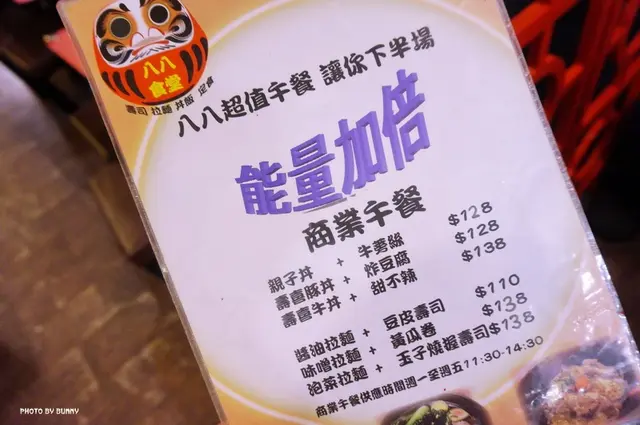 八八
食堂
壽司 拉麵 丼飯 定食
八八超值午餐 讓你下半場
能量加倍
商業午餐
親子丼 + 牛蒡絲 $128
壽喜豚丼 + 炸豆腐 $128
壽喜牛丼 + 甜不辣 $138
醬油拉麵 + 豆皮壽司 $110
味噌拉麵 + 黃瓜卷 $138
泡菜拉麵 + 玉子燒握壽司 $138
商業午餐供應時間週一至週五11:30-14:30
PHOTO BY BUNNY